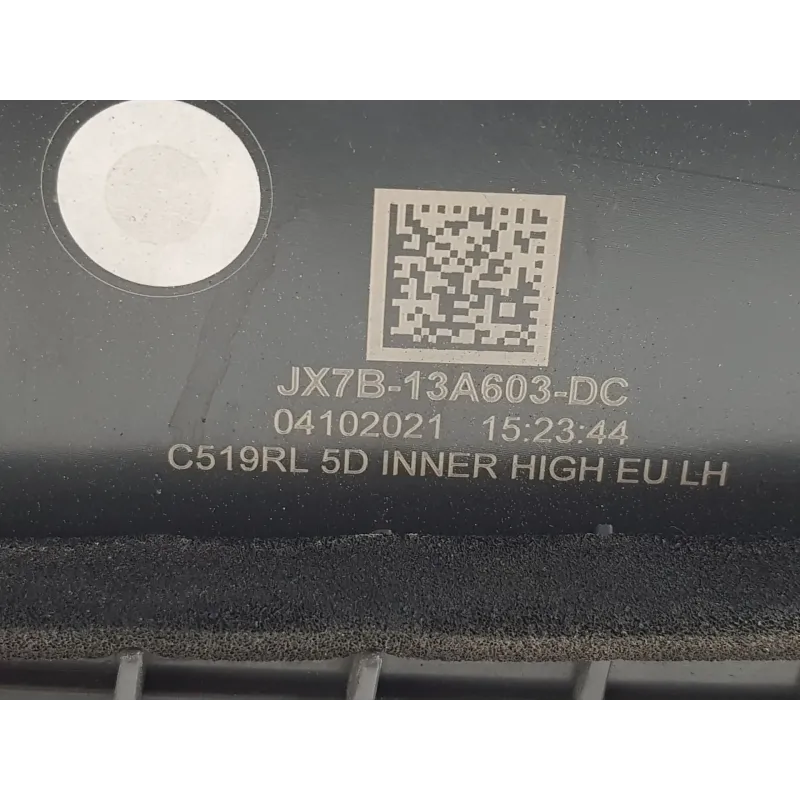 JX7B-13A603-DC
04102021 15:23:44
C519RL 5D INNER HIGH EU LH